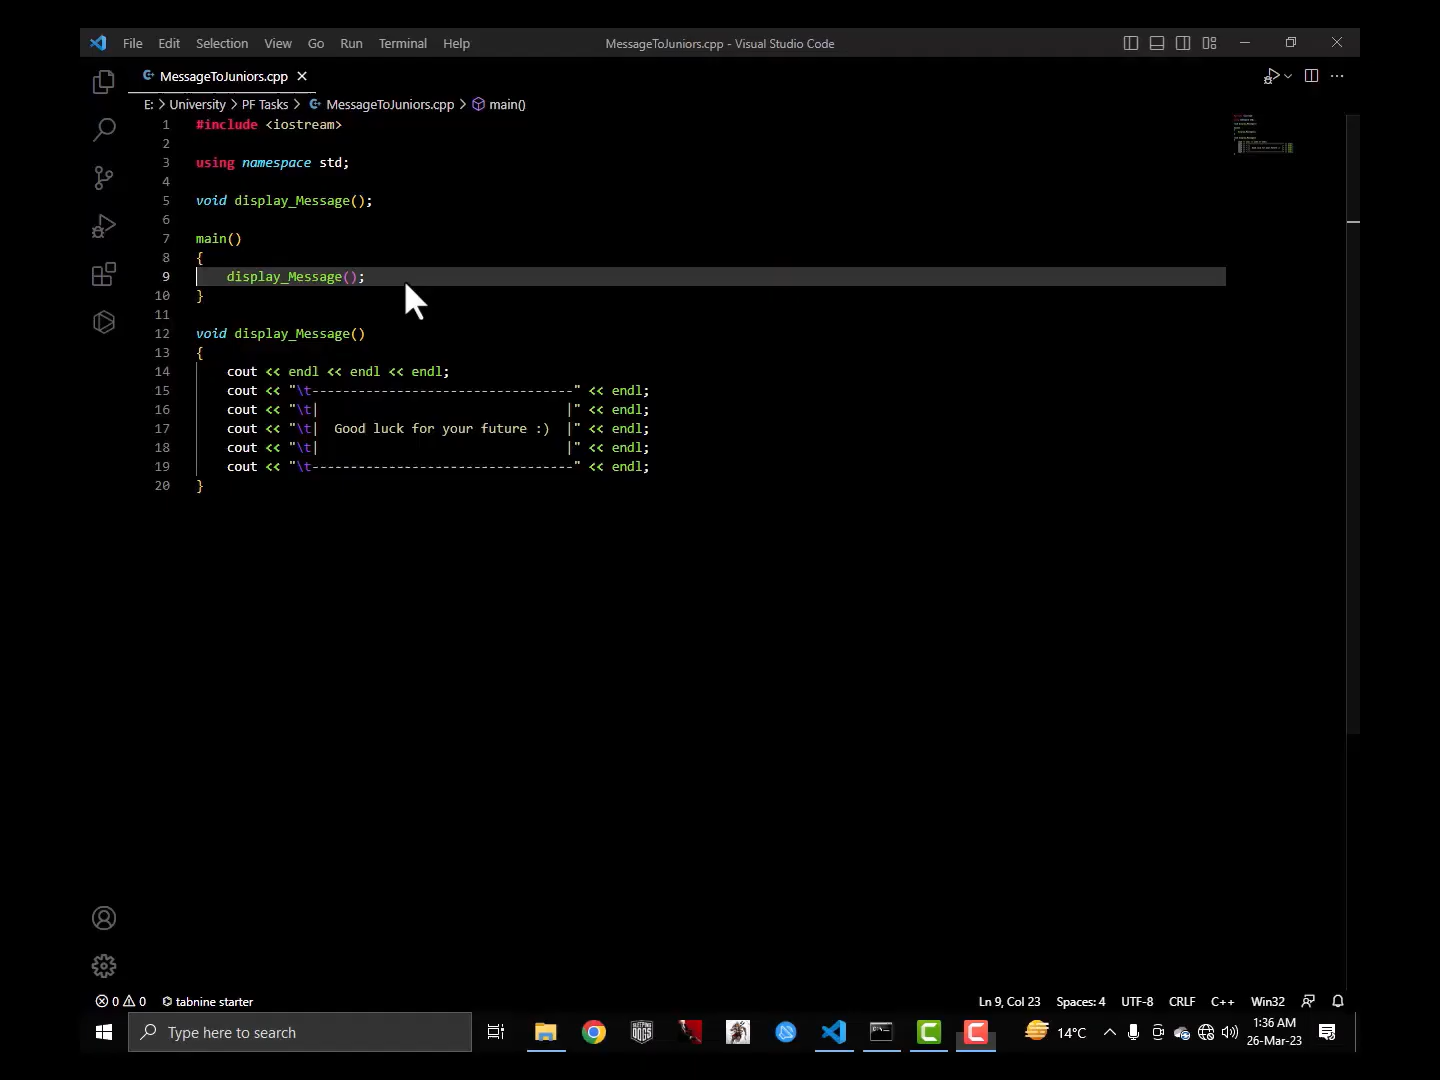 File Edit Selection View Go Run Terminal Help MessageToJuniors.cpp - Visual Studio Code
MessageToJuniors.cpp
E: > University > PF Tasks > MessageToJuniors.cpp > main()
1 #include <iostream>
2
3 using namespace std;
4
5 void display_Message();
6
7 main()
8 {
9     display_Message();
10 }
11
12 void display_Message()
13 {
14     cout << endl << endl << endl;
15     cout << "\t----------------------------------" << endl;
16     cout << "\t|                                |" << endl;
17     cout << "\t|  Good luck for your future :)  |" << endl;
18     cout << "\t|                                |" << endl;
19     cout << "\t----------------------------------" << endl;
20 }
0 0 tabnine starter Ln 9, Col 23 Spaces: 4 UTF-8 CRLF C++ Win32
Type here to search 14°C 1:36 AM
26-Mar-23